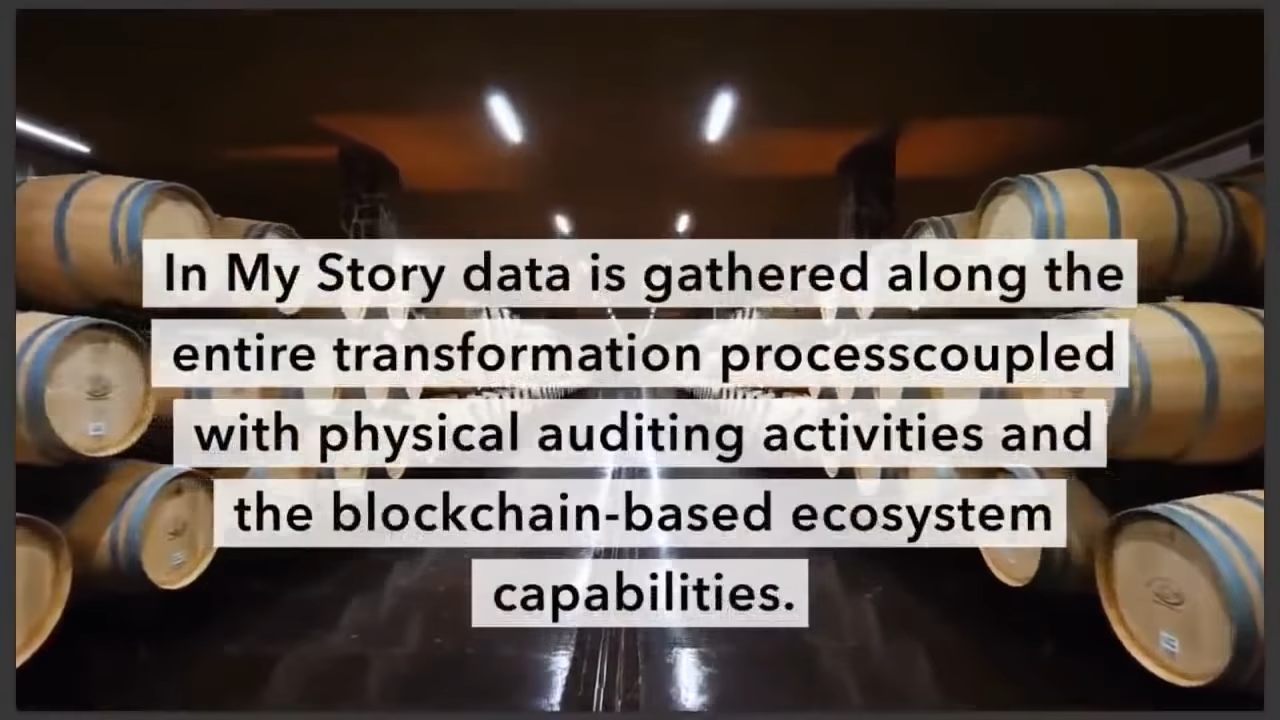 In My Story data is gathered along the
entire transformation processcoupled
with physical auditing activities and
the blockchain-based ecosystem
capabilities.